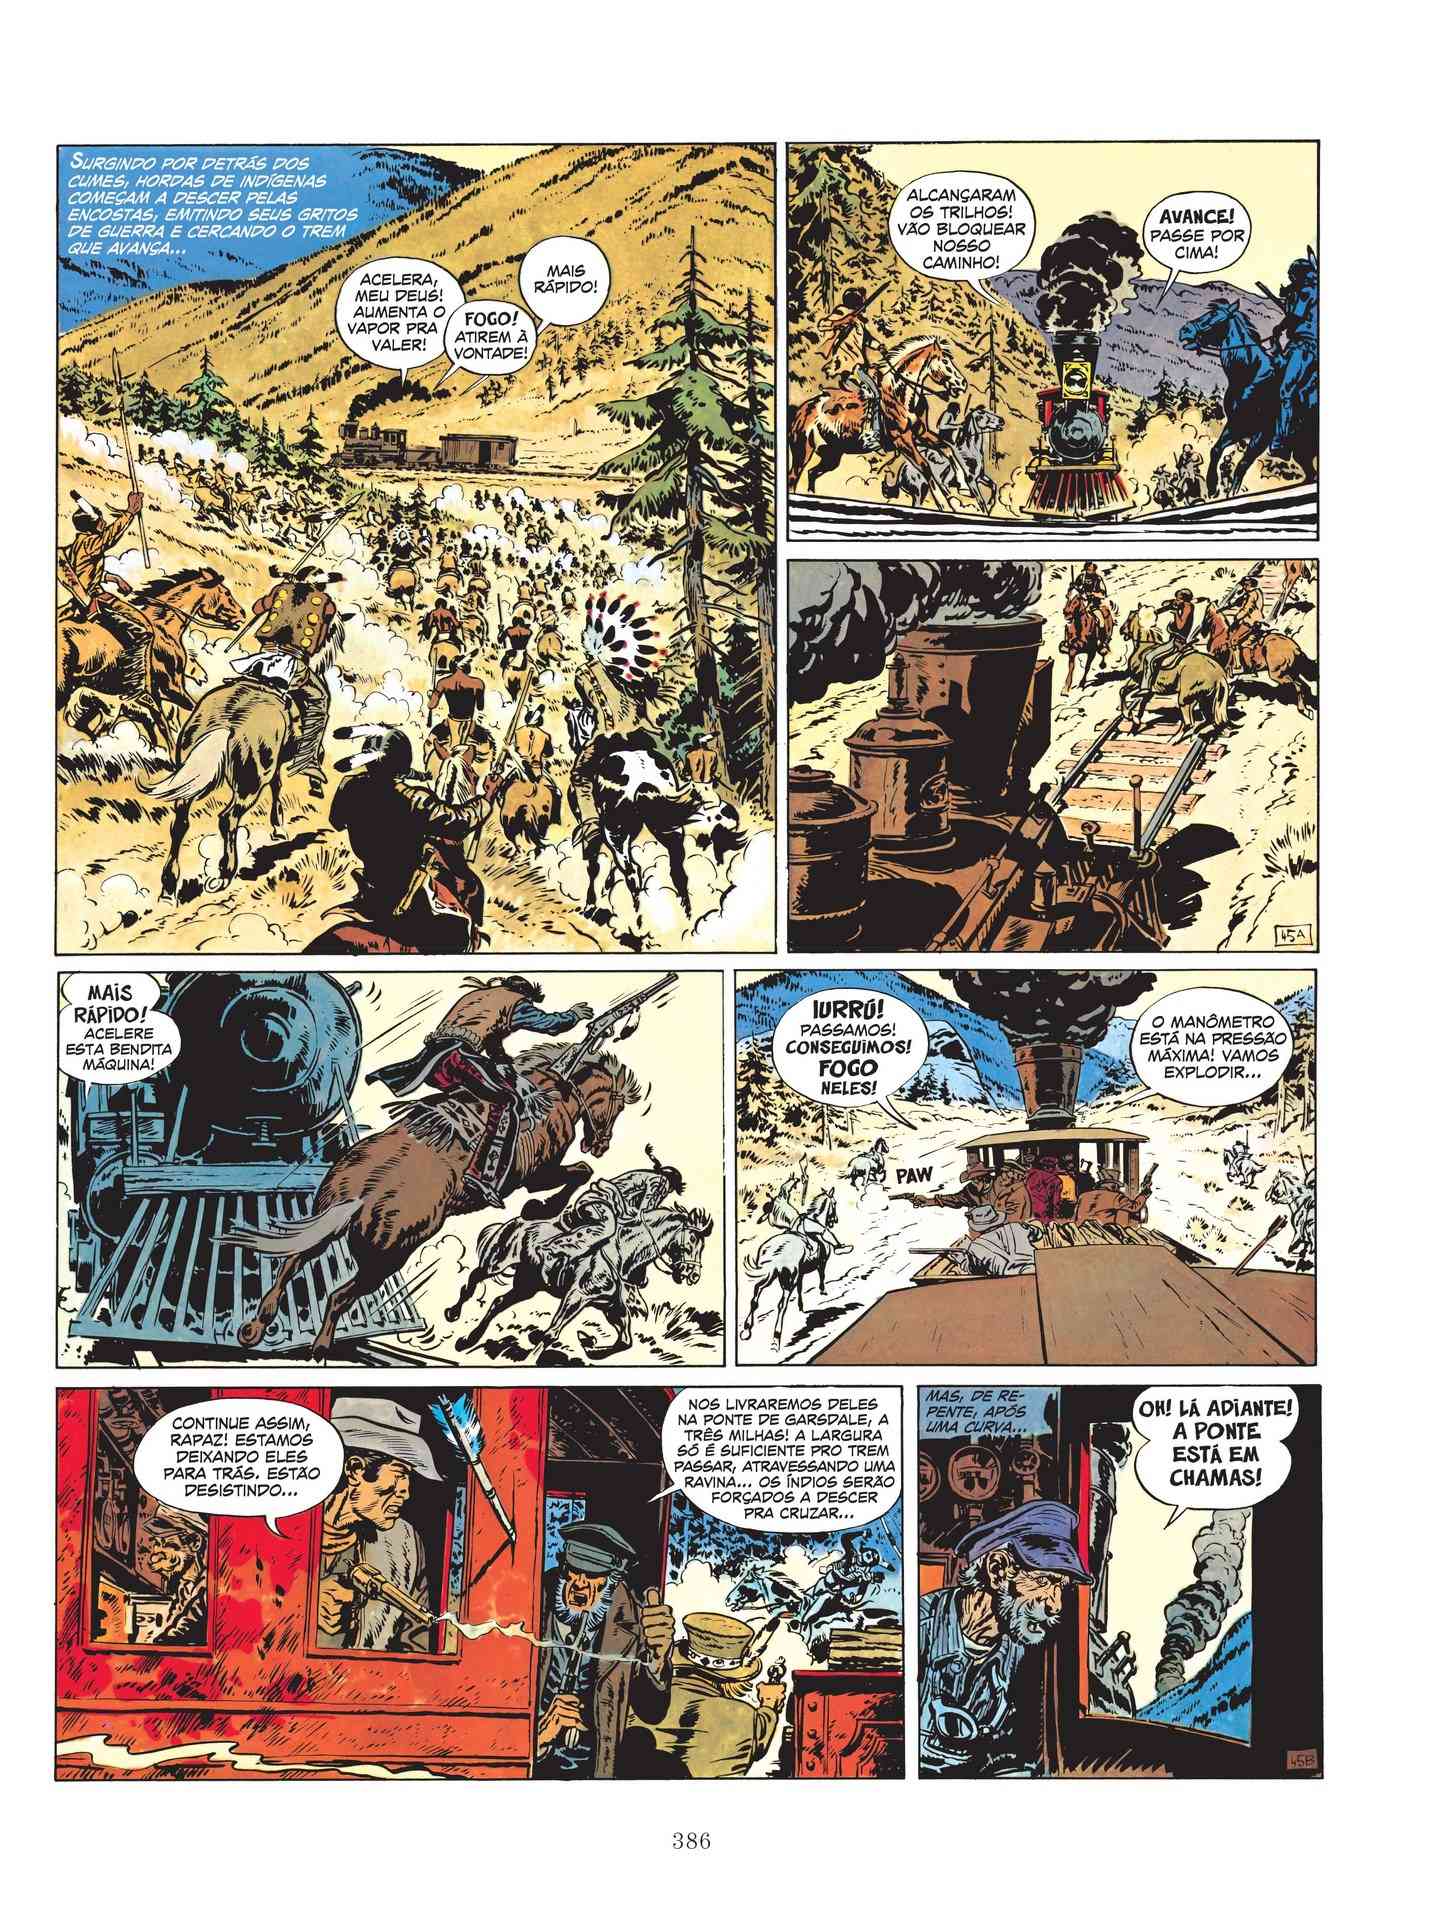 SURGINDO POR DETRÁS DOS
CUMES, HORDAS DE INDÍGENAS
COMEÇAM A DESCER PELAS
ENCOSTAS, EMITINDO SEUS GRITOS
DE GUERRA E CERCANDO O TREM
QUE AVANÇA...
ACELERA,
MEU DEUS!
AUMENTA O
VAPOR PRA
VALER!
FOGO!
ATIREM À
VONTADE!
MAIS
RÁPIDO!
ALCANÇARAM
OS TRILHOS!
VÃO BLOQUEAR
NOSSO
CAMINHO!
AVANCE!
PASSE POR
CIMA!
45A
MAIS
RÁPIDO!
ACELERE
ESTA BENDITA
MÁQUINA!
IURRÚ!
PASSAMOS!
CONSEGUIMOS!
FOGO
NELES!
PAW
O MANÔMETRO
ESTÁ NA PRESSÃO
MÁXIMA! VAMOS
EXPLODIR...
CONTINUE ASSIM,
RAPAZ! ESTAMOS
DEIXANDO ELES
PARA TRÁS. ESTÃO
DESISTINDO...
NOS LIVRAREMOS DELES
NA PONTE DE GARSDALE, A
TRÊS MILHAS! A LARGURA
SÓ É SUFICIENTE PRO TREM
PASSAR, ATRAVESSANDO UMA
RAVINA... OS ÍNDIOS SERÃO
FORÇADOS A DESCER
PRA CRUZAR...
MAS, DE RE-
PENTE, APÓS
UMA CURVA...
OH! LÁ ADIANTE!
A PONTE
ESTÁ EM
CHAMAS!
45B
386